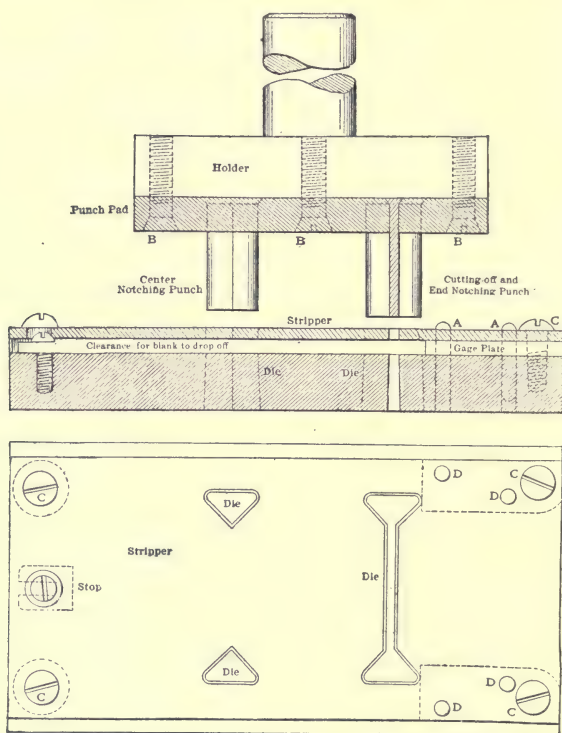 Holder
Punch Pad
B
B
B
Center
Notching Punch
Cutting-off and
End Notching Punch
Stripper
A
A
C
Clearance for blank to drop off
Gage Plate
Die
Die
C
D
D
C
Die
Stripper
Die
Stop
Die
D
D
C
C